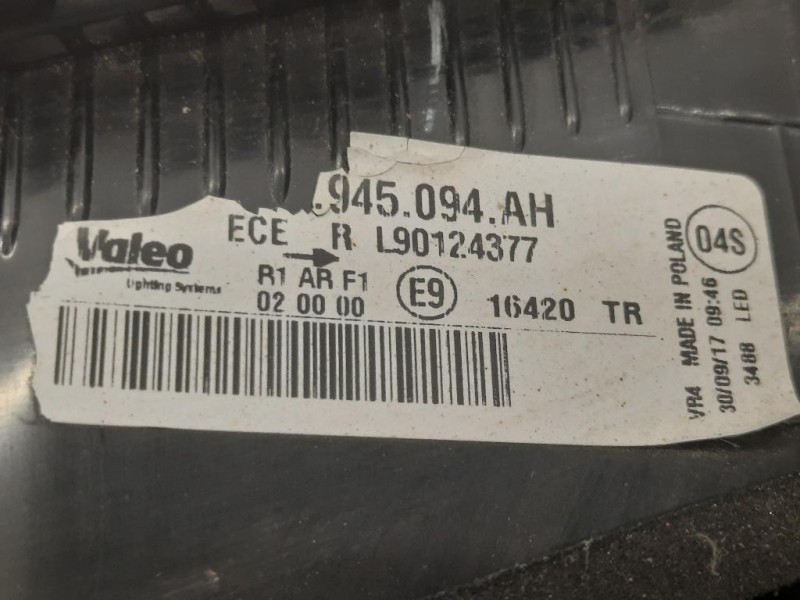 .945.094.AH
ECE R L90124377
Valeo
Lighting Systems
R1 AR F1
02 00 00
E9
16420 TR
04S
VR4 MADE IN POLAND
30/09/17 09:46
3488 LED